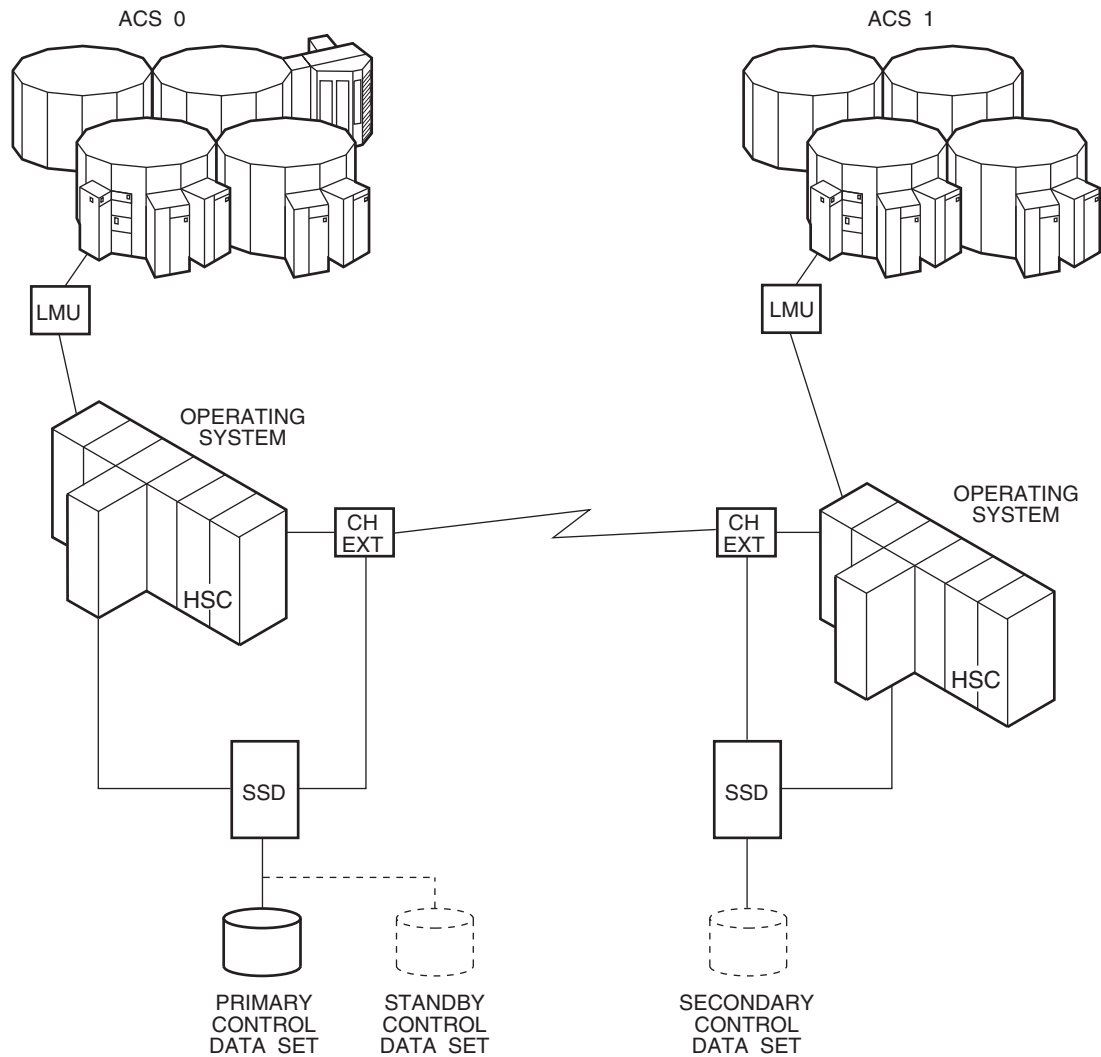 ACS 0
ACS 1
LMU
LMU
OPERATING
SYSTEM
OPERATING
SYSTEM
CH
EXT
CH
EXT
HSC
HSC
SSD
SSD
PRIMARY
CONTROL
DATA SET
STANDBY
CONTROL
DATA SET
SECONDARY
CONTROL
DATA SET